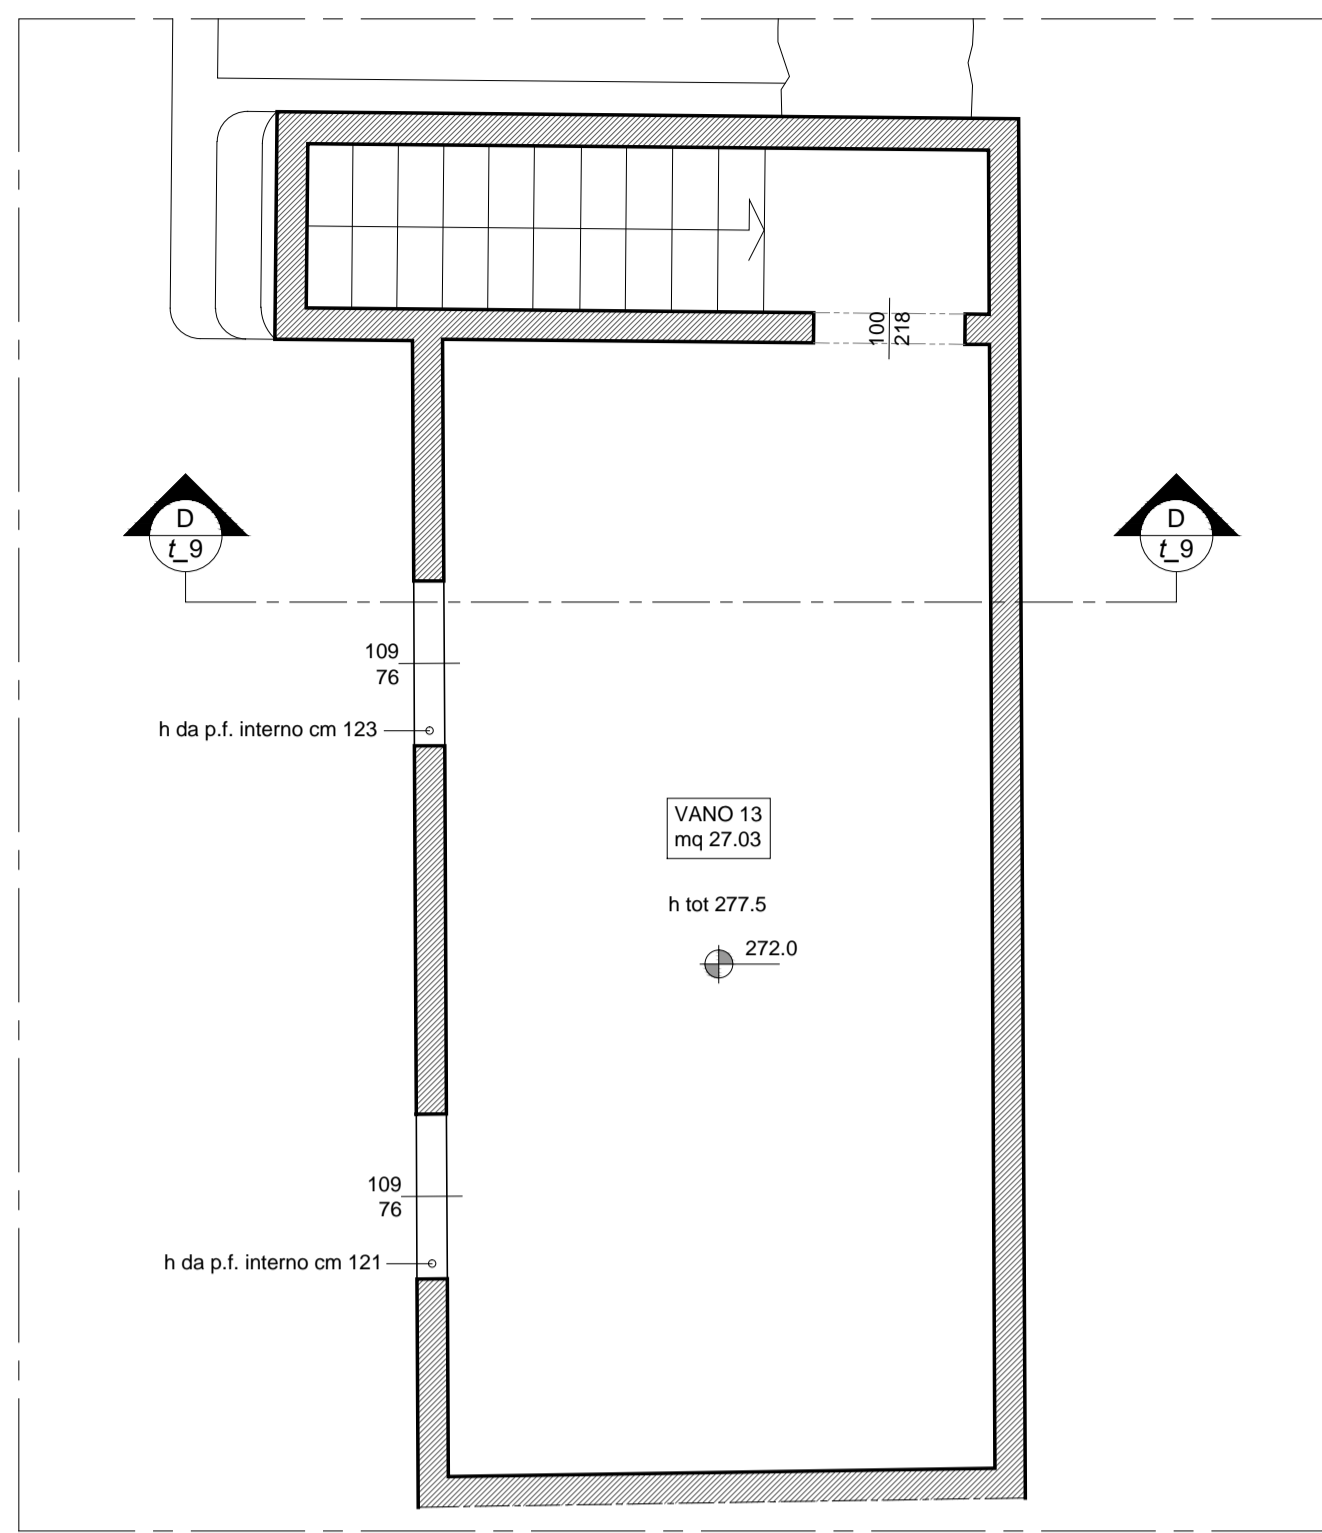 100
218
D
t_9
D
t_9
109
76
h da p.f. interno cm 123
VANO 13
mq 27.03
h tot 277.5
272.0
109
76
h da p.f. interno cm 121